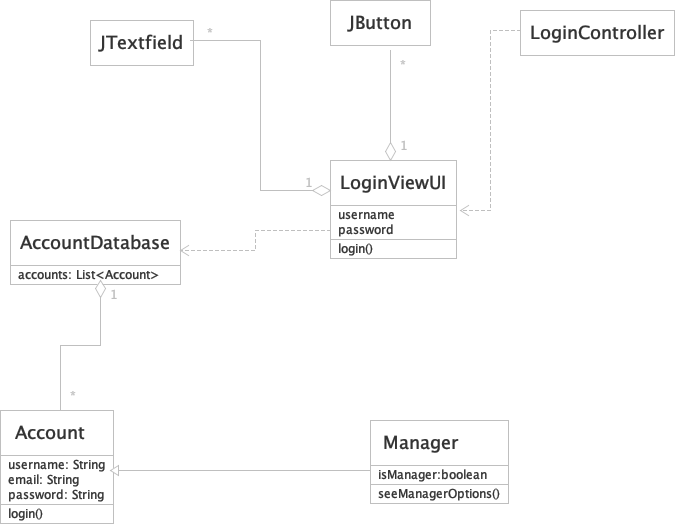 JTextfield
*
JButton
*
LoginController
1
1
LoginViewUI
username
password
login()
AccountDatabase
accounts: List<Account>
1
*
Account
username: String
email: String
password: String
login()
Manager
isManager:boolean
seeManagerOptions()